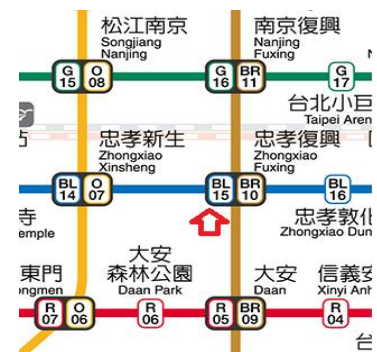 松江南京
Songjiang
Nanjing
南京復興
Nanjing
Fuxing
G
15
O
08
G
16
BR
11
G
17
台北小巨
Taipei Aren
站
忠孝新生
Zhongxiao
Xinsheng
忠孝復興
Zhongxiao
Fuxing
BL
14
O
07
BL
15
BR
10
BL
16
寺
emple
忠孝敦化
Zhongxiao Dun
東門
ongmen
大安
森林公園
Daan Park
大安
Daan
信義安
Xinyi Anh
R
07
O
06
R
06
R
05
BR
09
R
04
台